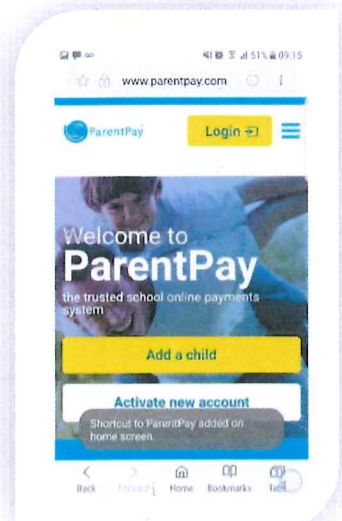 51% 09:15
www.parentpay.com
ParentPay
Login
Welcome to
ParentPay
the trusted school online payments
system
Add a child
Activate new account
Shortcut to ParentPay added on
home screen
Back Forward Home Bookmarks Tabs